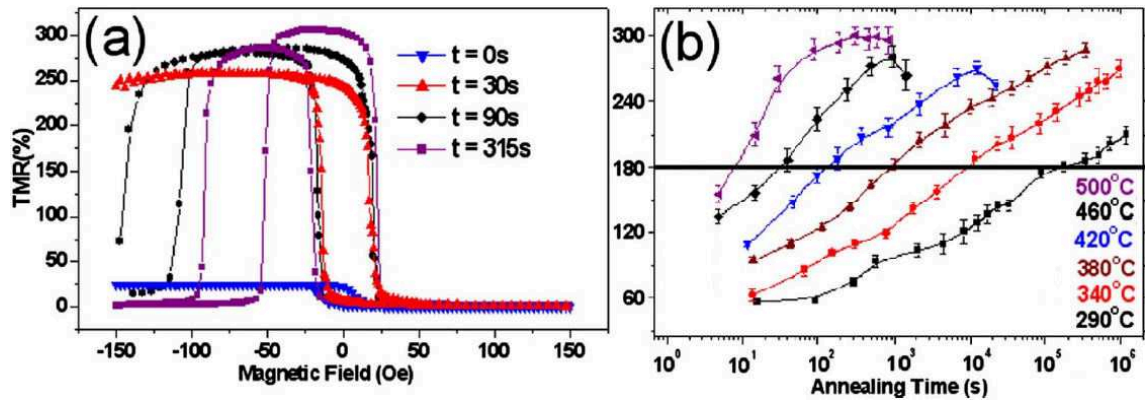 (a)
TMR(%)
300
250
200
150
100
50
0
-150 -100 -50 0 50 100 150
Magnetic Field (Oe)
t = 0s
t = 30s
t = 90s
t = 315s
(b)
300
240
180
120
60
10⁰ 10¹ 10² 10³ 10⁴ 10⁵ 10⁶
Annealing Time (s)
500°C
460°C
420°C
380°C
340°C
290°C